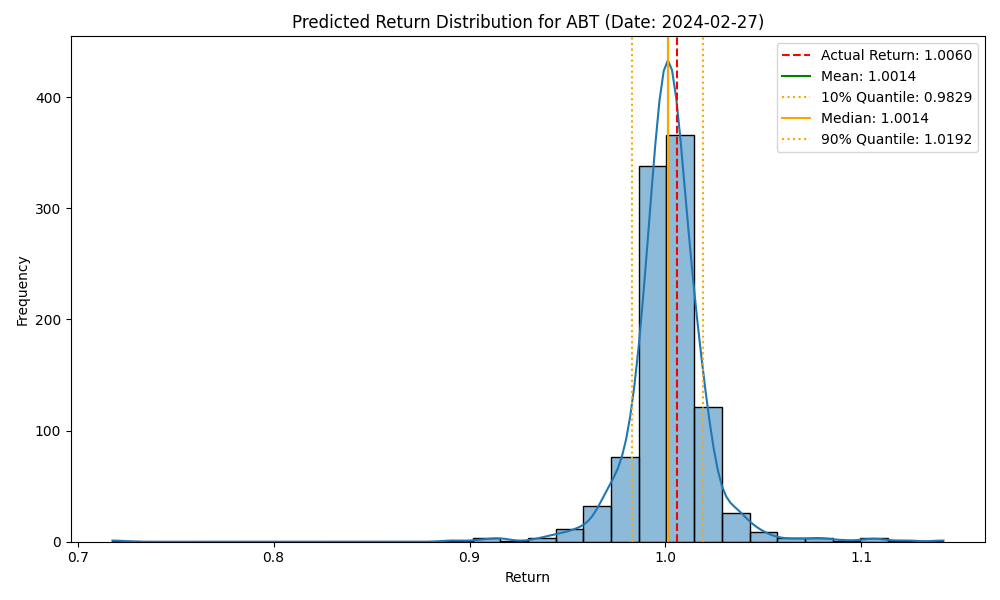 Predicted Return Distribution for ABT (Date: 2024-02-27)
Actual Return: 1.0060
Mean: 1.0014
10% Quantile: 0.9829
Median: 1.0014
90% Quantile: 1.0192
Frequency
400
300
200
100
0
0.7 0.8 0.9 1.0 1.1
Return